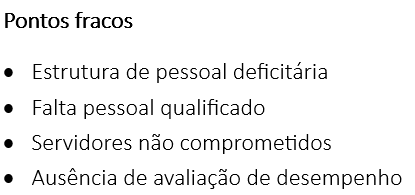 Pontos fracos
• Estrutura de pessoal deficitária
• Falta pessoal qualificado
• Servidores não comprometidos
• Ausência de avaliação de desempenho